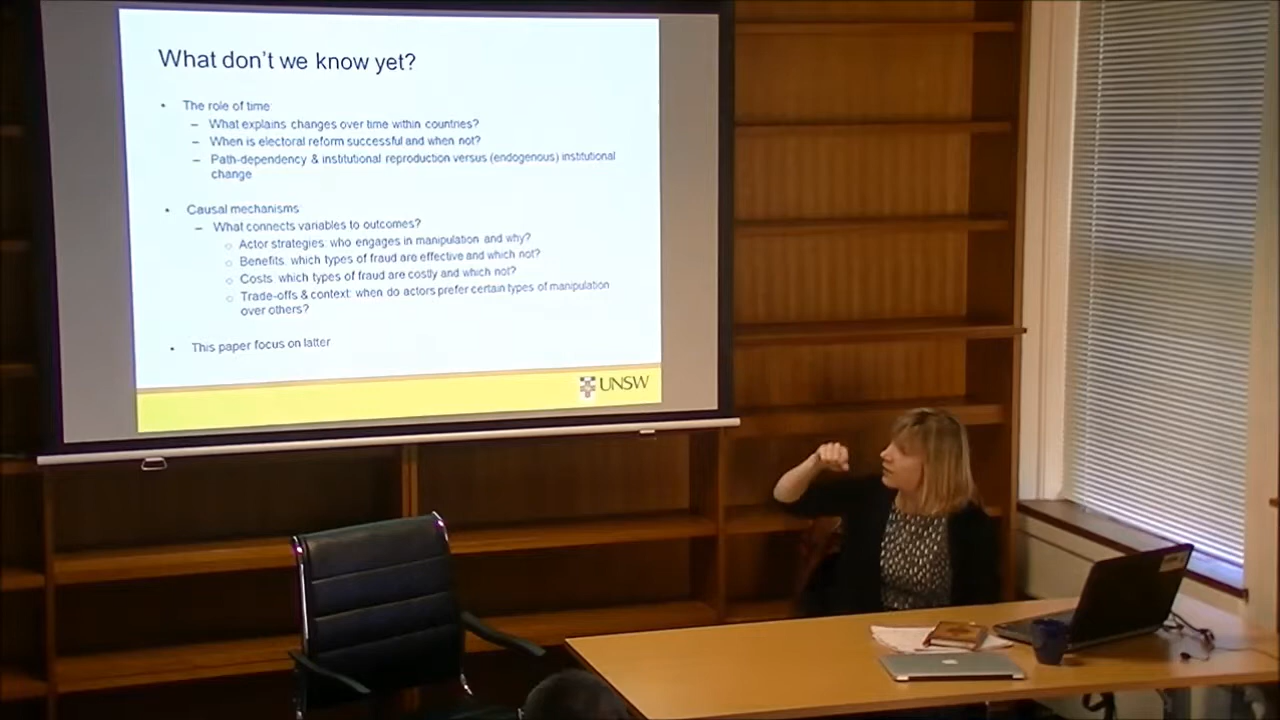 What don't we know yet?
• The role of time
– What explains changes over time within countries?
– When is electoral reform successful and when not?
– Path-dependency & institutional reproduction versus (endogenous) institutional
change
• Causal mechanisms
– What connects variables to outcomes?
○ Actor strategies: who engages in manipulation and why?
○ Benefits: which types of fraud are effective and which not?
○ Costs: which types of fraud are costly and which not?
○ Trade-offs & context: when do actors prefer certain types of manipulation
over others?
• This paper focus on latter
UNSW